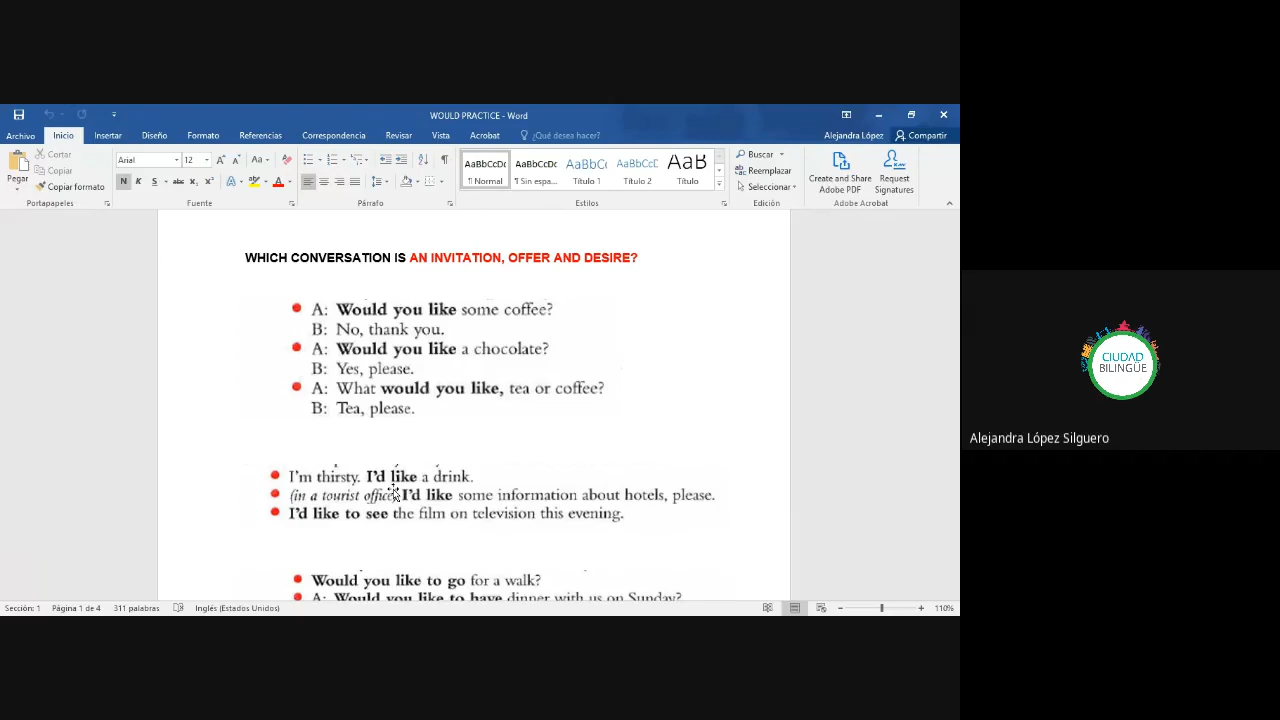 WOULD PRACTICE - Word
Archivo Inicio Insertar Diseño Formato Referencias Correspondencia Revisar Vista Acrobat ¿Qué desea hacer? Alejandra López Compartir
Pegar
Cortar
Copiar
Copiar formato
Portapapeles
Arial 12
N K S abc x₂ x²
Fuente
Párrafo
AaBbCcDc AaBbCcDc AaBbCc AaBbCcD AaB
¶ Normal ¶ Sin espa... Título 1 Título 2 Título
Estilos
Buscar
Reemplazar
Seleccionar
Edición
Create and Share Adobe PDF
Request Signatures
Adobe Acrobat
WHICH CONVERSATION IS AN INVITATION, OFFER AND DESIRE?
A: Would you like some coffee?
B: No, thank you.
A: Would you like a chocolate?
B: Yes, please.
A: What would you like, tea or coffee?
B: Tea, please.
I'm thirsty. I'd like a drink.
(in a tourist office) I'd like some information about hotels, please.
I'd like to see the film on television this evening.
Would you like to go for a walk?
A: Would you like to have dinner with us on Sunday?
Sección: 1 Página 1 de 4 311 palabras Inglés (Estados Unidos) 110%
CIUDAD
BILINGÜE
Alejandra López Silguero